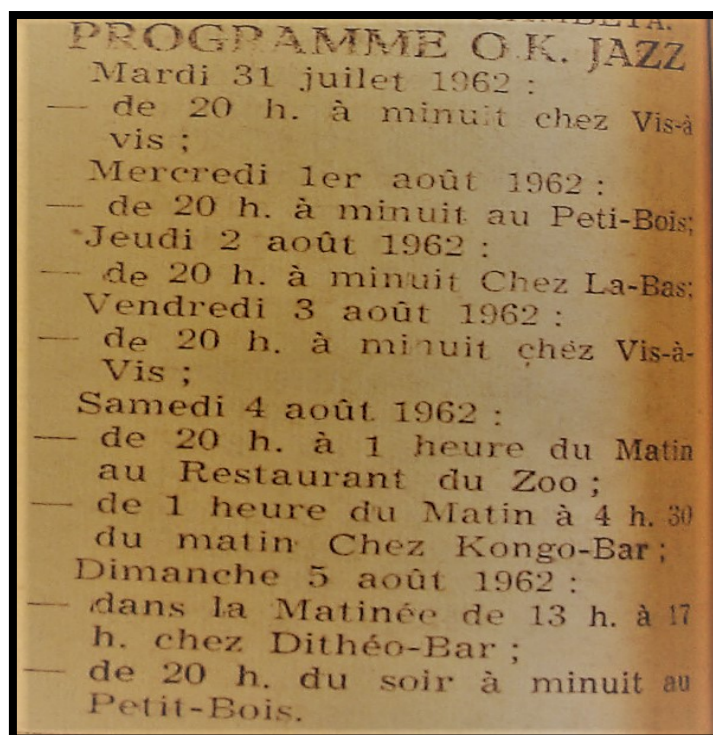 PROGRAMME O.K. JAZZ
Mardi 31 juilet 1962 :
— de 20 h. à minuit chez Vis-à
vis ;
Mercredi 1er août 1962 :
— de 20 h. à minuit au Peti-Bois;
Jeudi 2 août 1962 :
— de 20 h. à minuit Chez La-Bas;
Vendredi 3 août 1962 :
— de 20 h. à minuit chez Vis-à-
Vis ;
Samedi 4 août 1962 :
— de 20 h. à 1 heure du Matin
au Restaurant du Zoo ;
— de 1 heure du Matin à 4 h. 30
du matin Chez Kongo-Bar ;
Dimanche 5 août 1962 :
— dans la Matinée de 13 h. à 17
h. chez Dithéo-Bar ;
— de 20 h. du soir à minuit au
Petit-Bois.